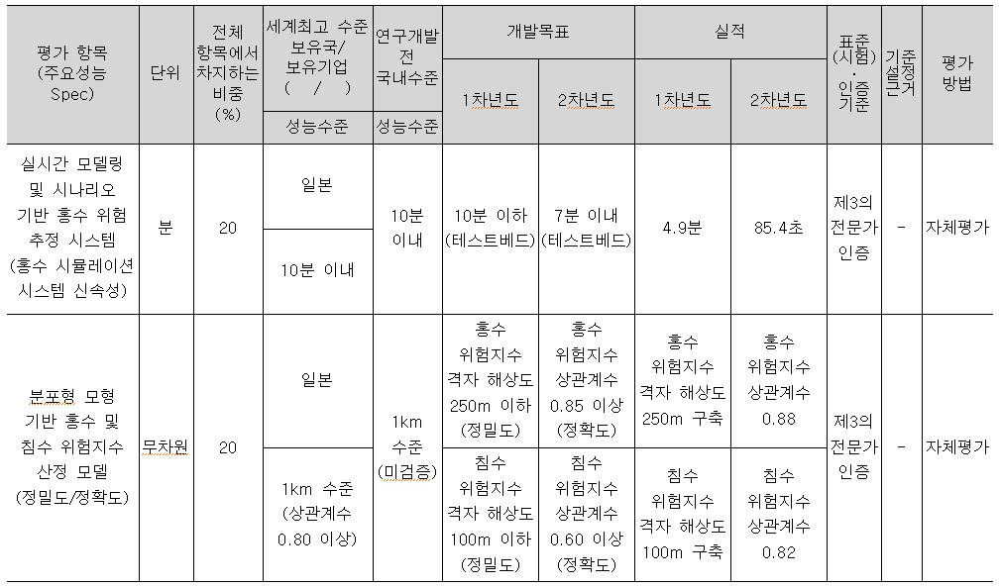 평가 항목
(주요성능
Spec)
단위
전체
항목에서
차지하는
비중
(%)
세계최고 수준
보유국/
보유기업
( / )
성능수준
연구개발
전
국내수준
성능수준
개발목표
1차년도
2차년도
실적
1차년도
2차년도
표준
(시험)
·
인증
기준
기준
설정
근거
평가
방법
실시간 모델링
및 시나리오
기반 홍수 위험
추정 시스템
(홍수 시뮬레이션
시스템 신속성)
분
20
일본
10분 이내
10분
이내
10분 이하
(테스트베드)
7분 이내
(테스트베드)
4.9분
85.4초
제3의
전문가
인증
-
자체평가
분포형 모형
기반 홍수 및
침수 위험지수
산정 모델
(정밀도/정확도)
무차원
20
일본
1km 수준
(상관계수
0.80 이상)
1km
수준
(미검증)
홍수
위험지수
격자 해상도
250m 이하
(정밀도)
홍수
위험지수
상관계수
0.85 이상
(정확도)
홍수
위험지수
격자 해상도
250m 구축
홍수
위험지수
상관계수
0.88
침수
위험지수
격자 해상도
100m 이하
(정밀도)
침수
위험지수
상관계수
0.60 이상
(정확도)
침수
위험지수
격자 해상도
100m 구축
침수
위험지수
상관계수
0.82
제3의
전문가
인증
-
자체평가